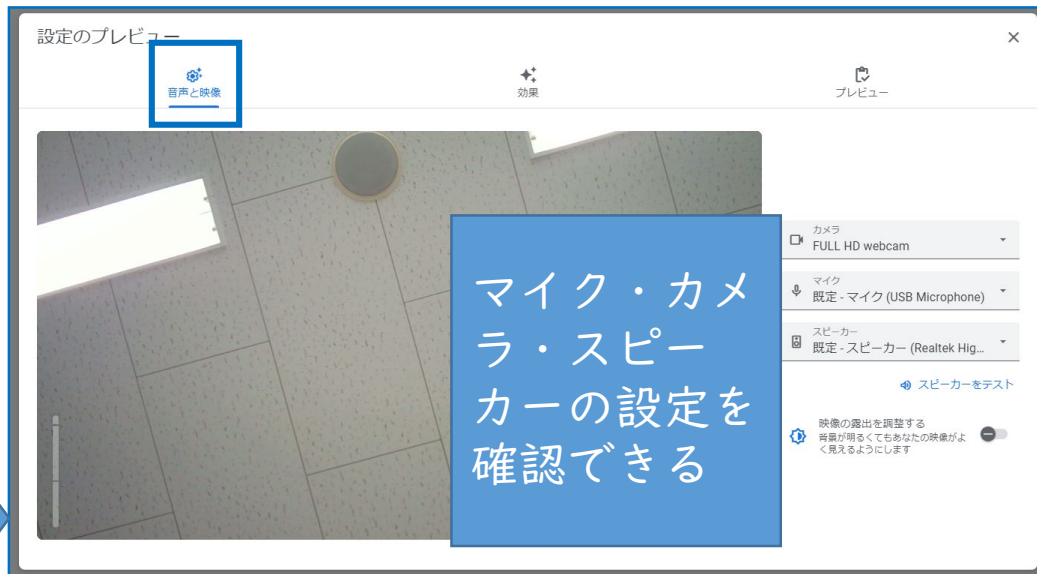 設定のプレビュー
音声と映像
効果
プレビュー
カメラ
FULL HD webcam
マイク
既定 - マイク (USB Microphone)
スピーカー
既定 - スピーカー (Realtek Hig...
スピーカーをテスト
映像の露出を調整する
背景が明るくてもあなたの映像がよ
く見えるようにします
マイク・カメ
ラ・スピー
カーの設定を
確認できる